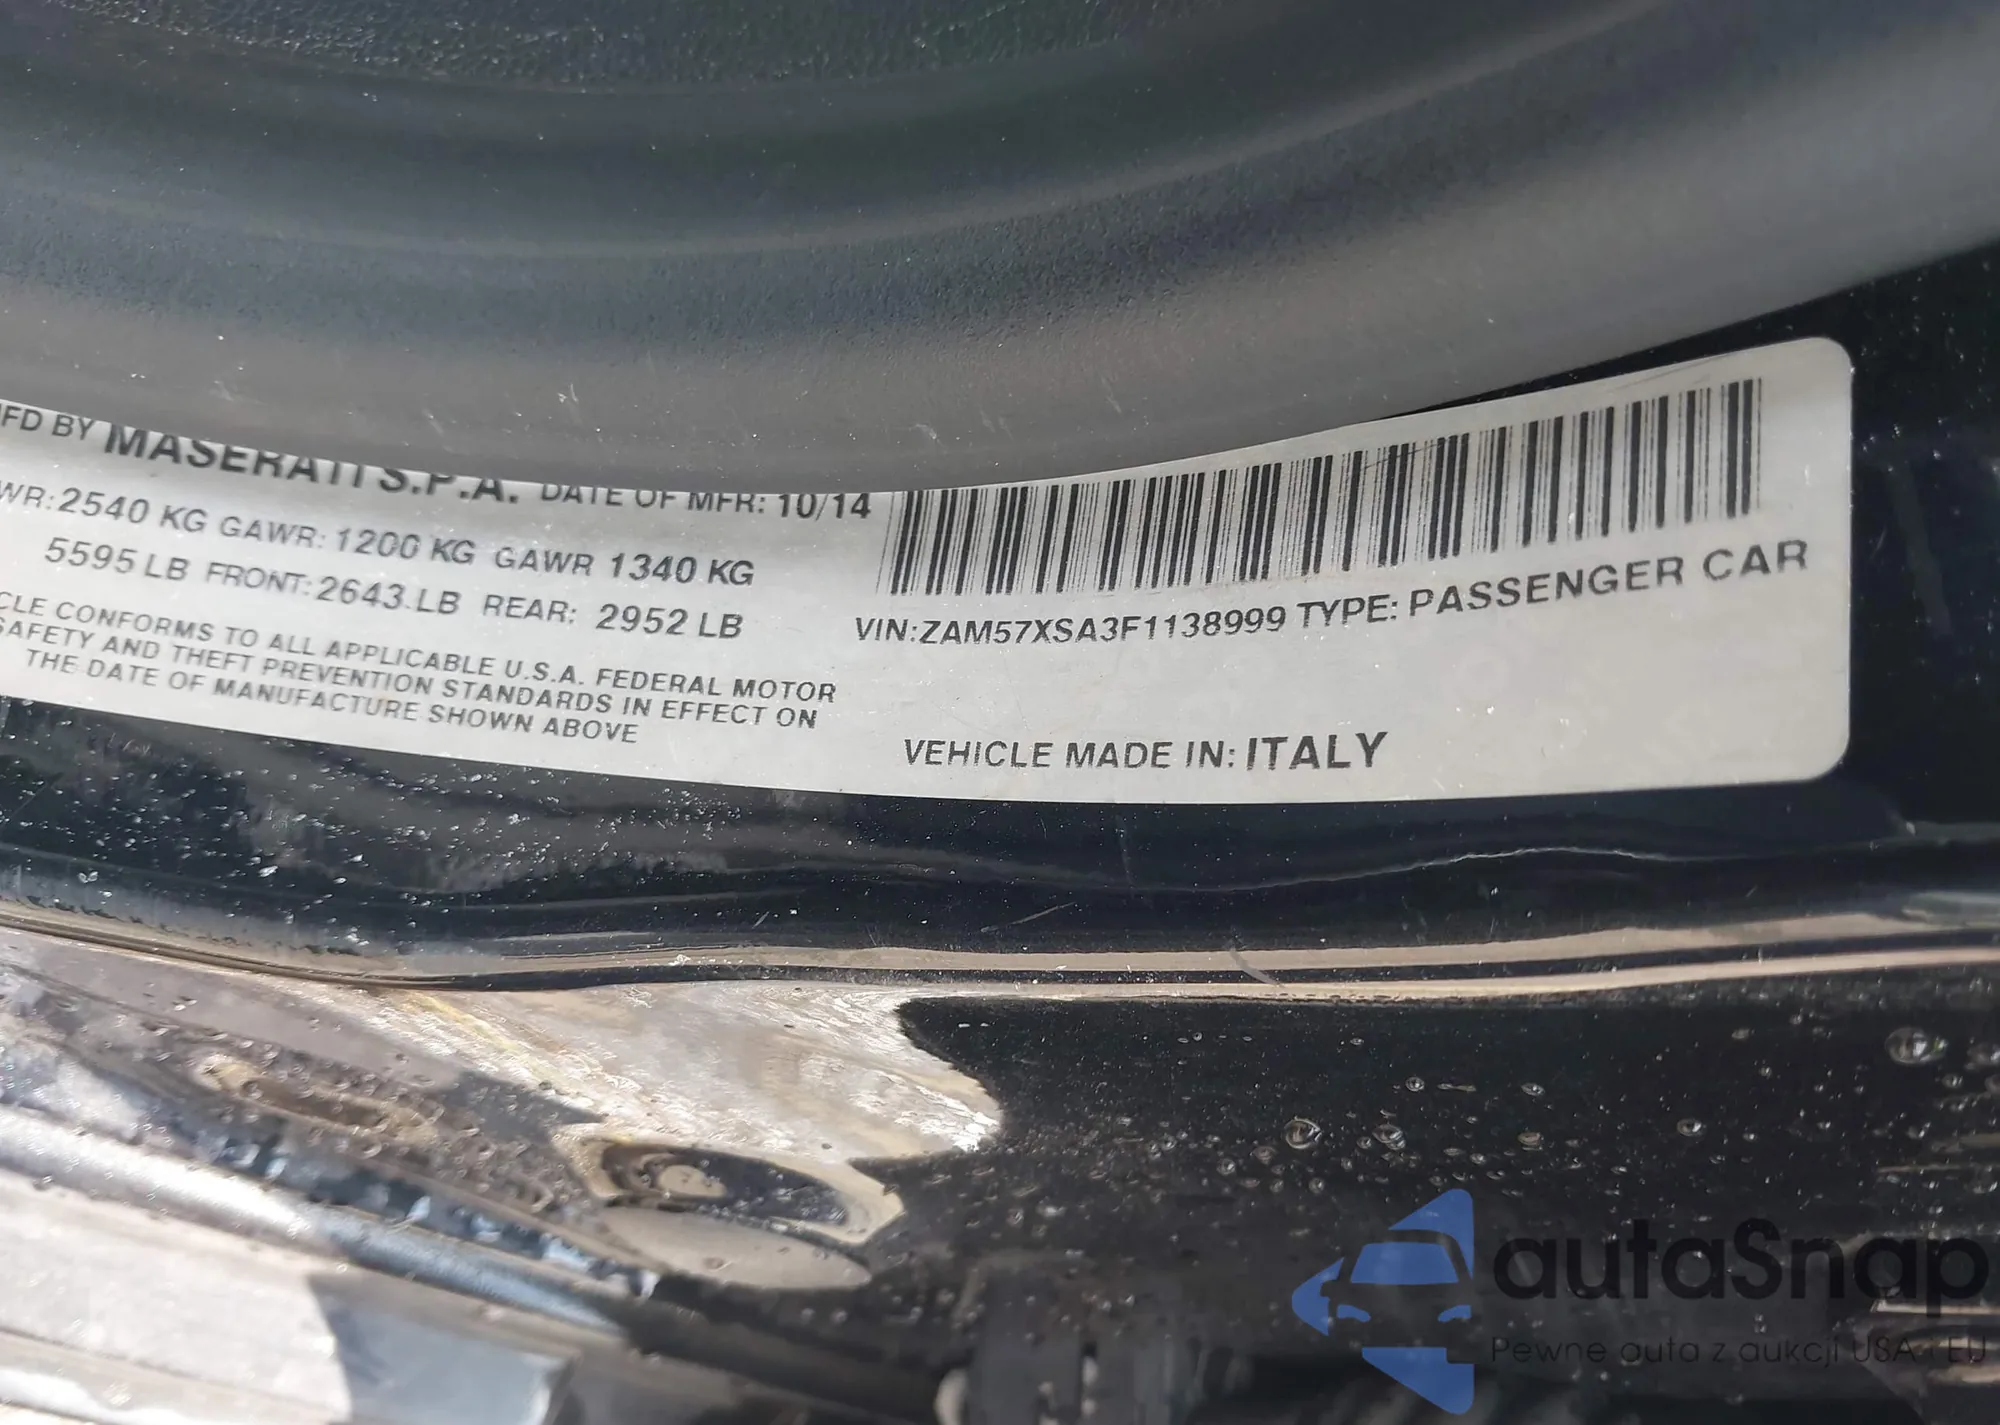 FD BY MASERATI S.P.A. DATE OF MFR: 10/14
WR:2540 KG GAWR:1200 KG GAWR 1340 KG
5595 LB FRONT:2643.LB REAR: 2952 LB
CLE CONFORMS TO ALL APPLICABLE U.S.A. FEDERAL MOTOR
SAFETY AND THEFT PREVENTION STANDARDS IN EFFECT ON
THE DATE OF MANUFACTURE SHOWN ABOVE
VIN:ZAM57XSA3F1138999 TYPE: PASSENGER CAR
VEHICLE MADE IN: ITALY
autaSnap
Pewne auta z aukcji USA i EU